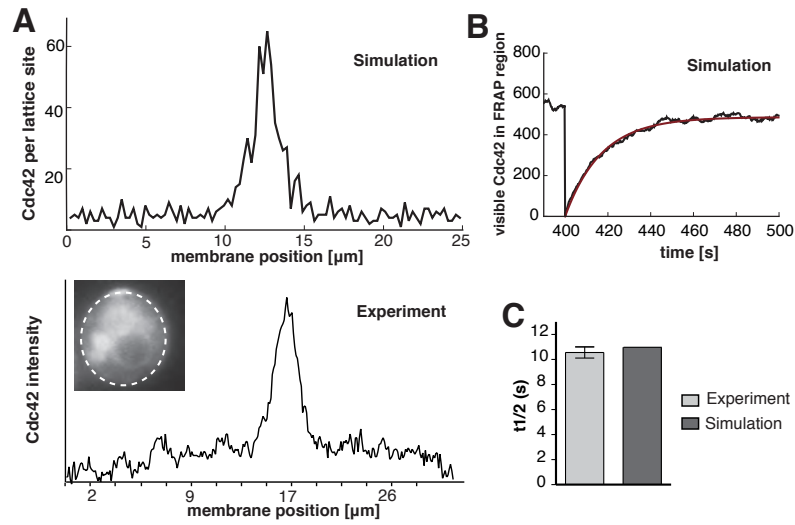 A
Cdc42 per lattice site
60
40
20
Simulation
0 5 10 15 20 25
membrane position [µm]
B
visible Cdc42 in FRAP region
800
600
400
200
0
Simulation
400 420 440 460 480 500
time [s]
Cdc42 intensity
Experiment
2 9 17 26
membrane position [µm]
C
t1/2 (s)
12
10
8
6
4
2
0
Experiment
Simulation